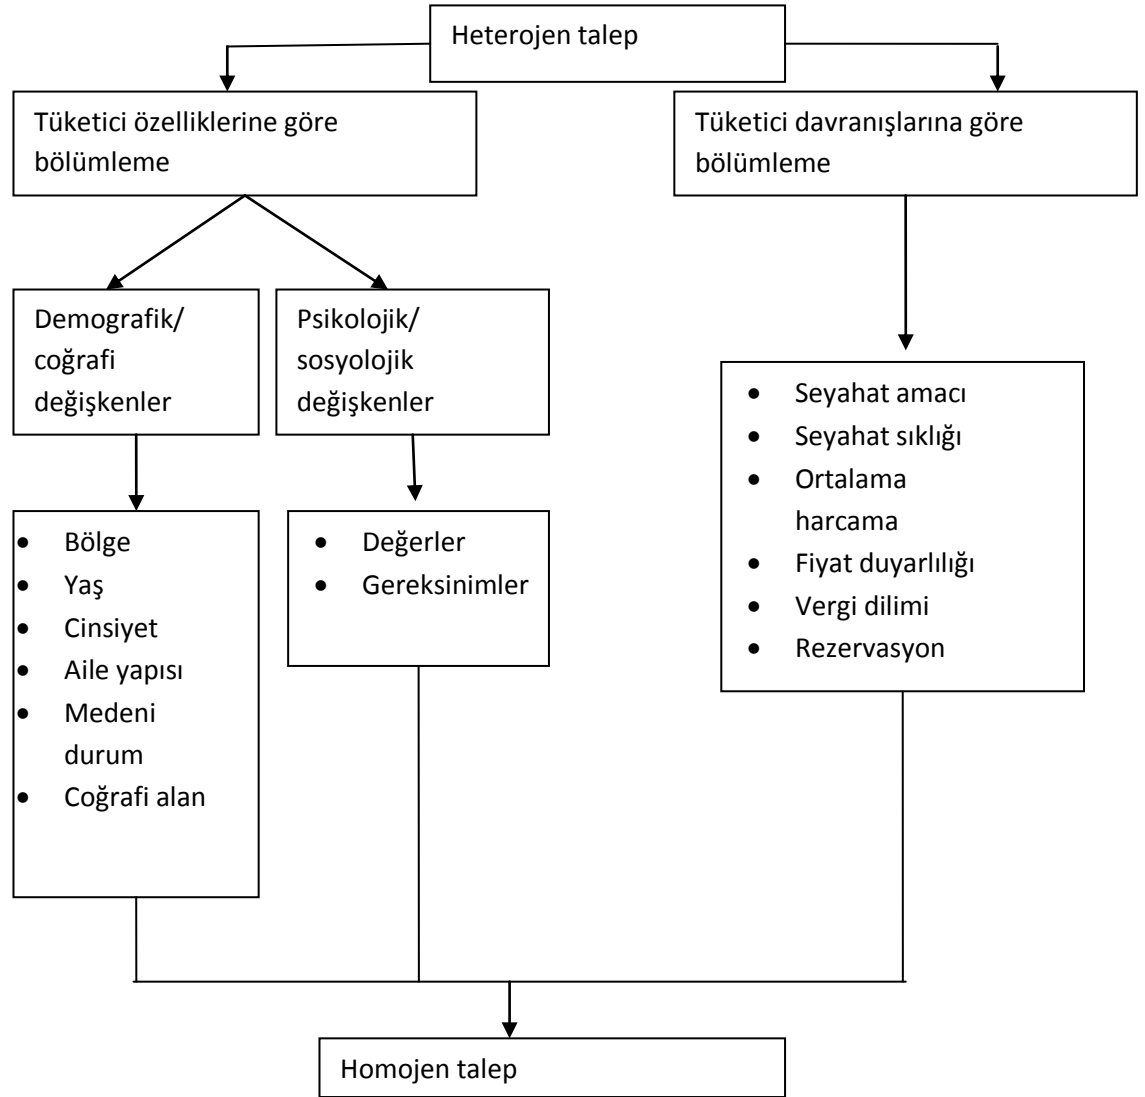 Heterojen talep
Tüketici özelliklerine göre
bölümleme
Tüketici davranışlarına göre
bölümleme
Demografik/
coğrafi
değişkenler
Psikolojik/
sosyolojik
değişkenler
• Seyahat amacı
• Seyahat sıklığı
• Ortalama
harcama
• Fiyat duyarlılığı
• Vergi dilimi
• Rezervasyon
• Bölge
• Yaş
• Cinsiyet
• Aile yapısı
• Medeni
durum
• Coğrafi alan
• Değerler
• Gereksinimler
Homojen talep